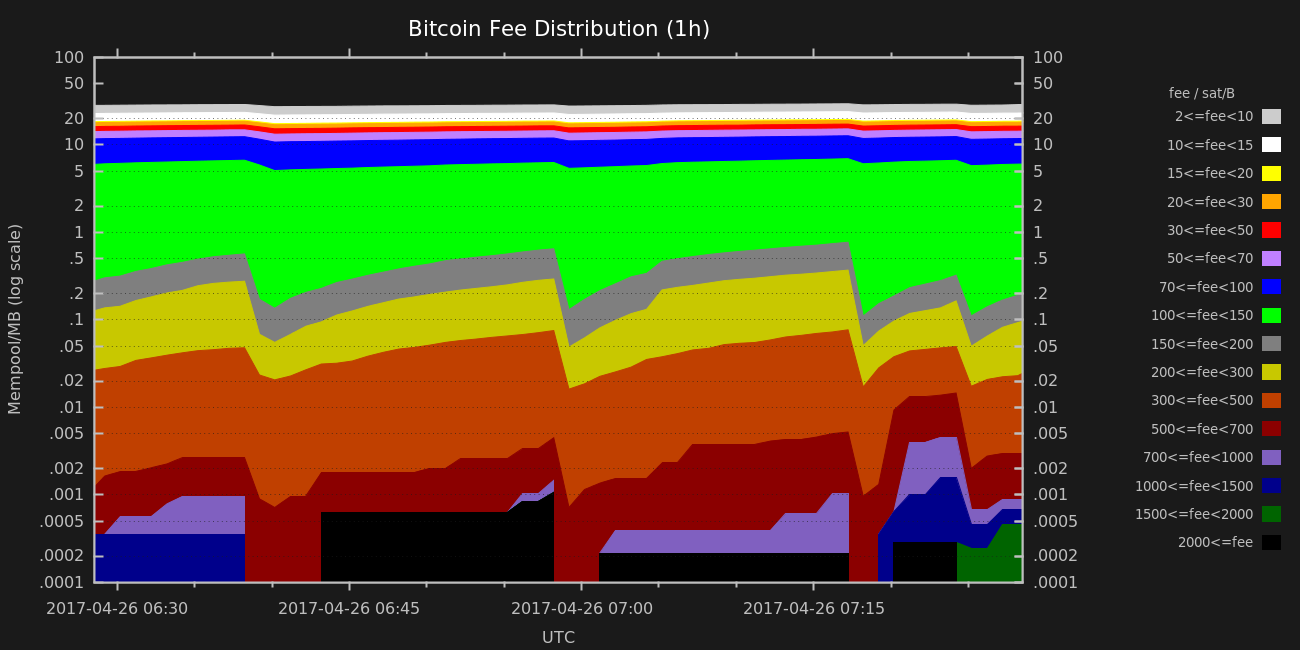 Bitcoin Fee Distribution (1h)
Mempool/MB (log scale)
100
50
20
10
5
2
1
.5
.2
.1
.05
.02
.01
.005
.002
.001
.0005
.0002
.0001
100
50
20
10
5
2
1
.5
.2
.1
.05
.02
.01
.005
.002
.001
.0005
.0002
.0001
2017-04-26 06:30
2017-04-26 06:45
2017-04-26 07:00
2017-04-26 07:15
UTC
fee / sat/B
2<=fee<10
10<=fee<15
15<=fee<20
20<=fee<30
30<=fee<50
50<=fee<70
70<=fee<100
100<=fee<150
150<=fee<200
200<=fee<300
300<=fee<500
500<=fee<700
700<=fee<1000
1000<=fee<1500
1500<=fee<2000
2000<=fee